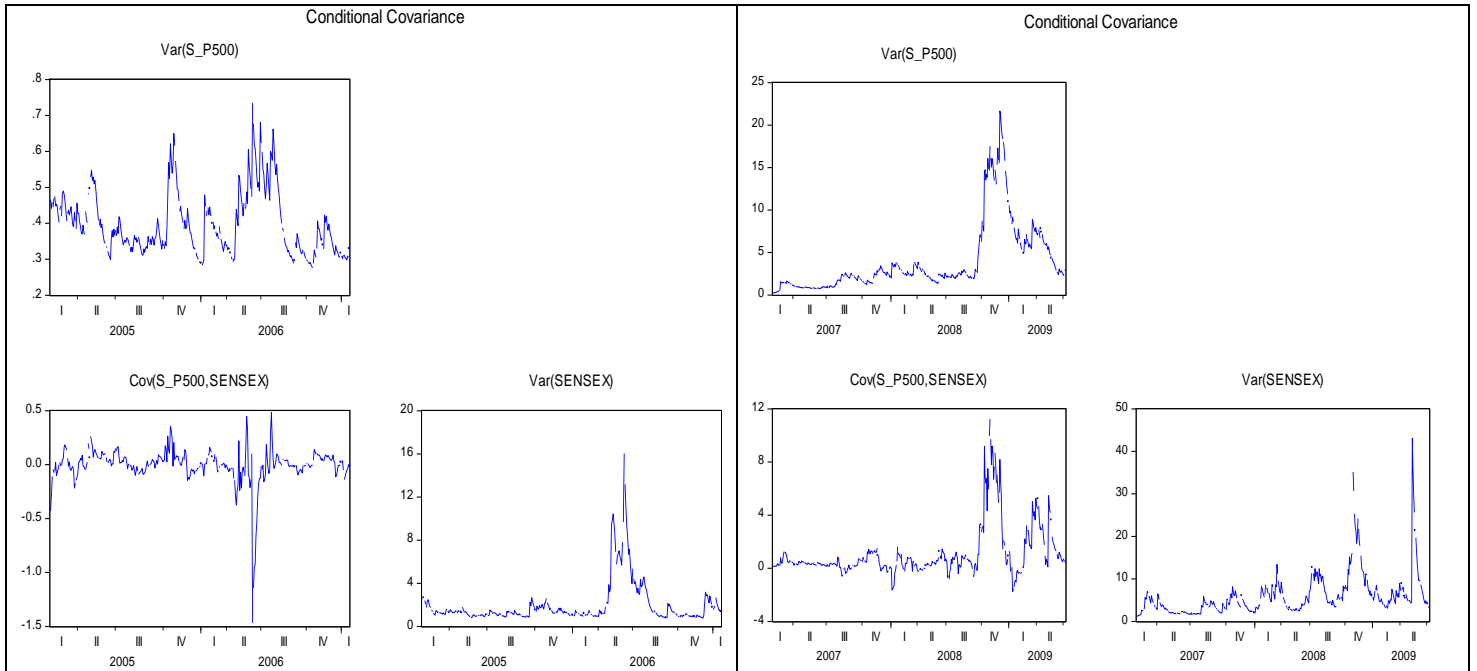 Conditional Covariance
Var(S_P500)
.8
.7
.6
.5
.4
.3
.2
I II III IV I II III IV I
2005 2006
Cov(S_P500,SENSEX)
0.5
0.0
-0.5
-1.0
-1.5
I II III IV I II III IV I
2005 2006
Var(SENSEX)
20
16
12
8
4
0
I II III IV I II III IV I
2005 2006
Conditional Covariance
Var(S_P500)
25
20
15
10
5
0
I II III IV I II III IV I II
2007 2008 2009
Cov(S_P500,SENSEX)
12
8
4
0
-4
I II III IV I II III IV I II
2007 2008 2009
Var(SENSEX)
50
40
30
20
10
0
I II III IV I II III IV I II
2007 2008 2009